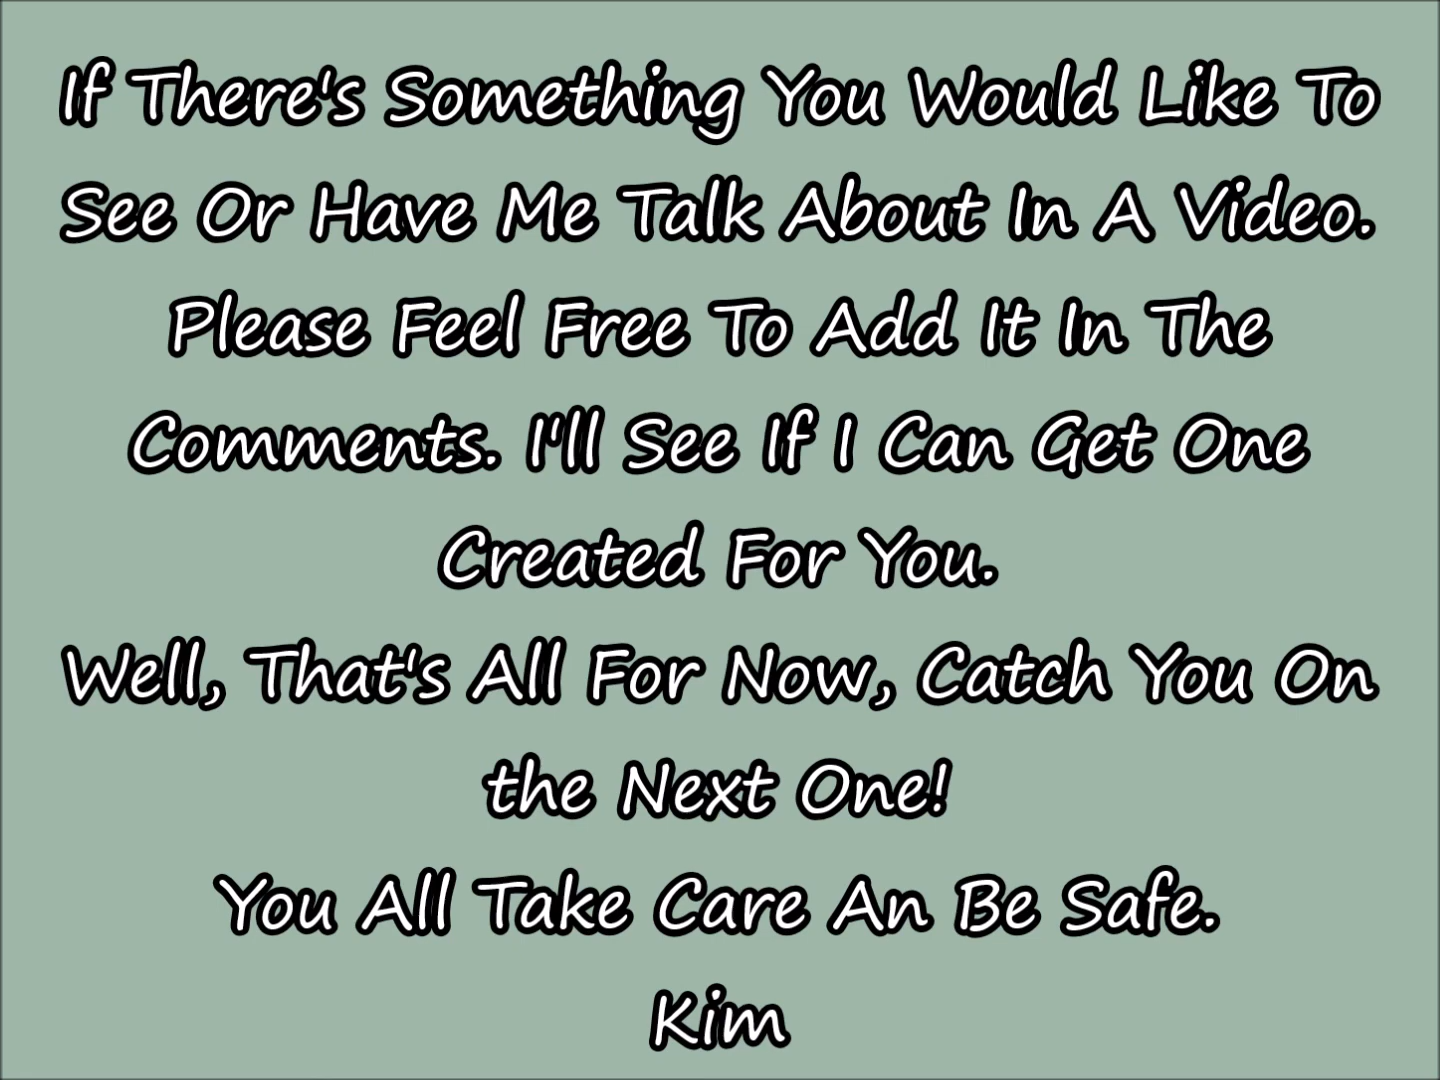 If There's Something You Would Like To
See Or Have Me Talk About In A Video.
Please Feel Free To Add It In The
Comments. I'll See If I Can Get One
Created For You.
Well, That's All For Now, Catch You On
the Next One!
You All Take Care An Be Safe.
Kim